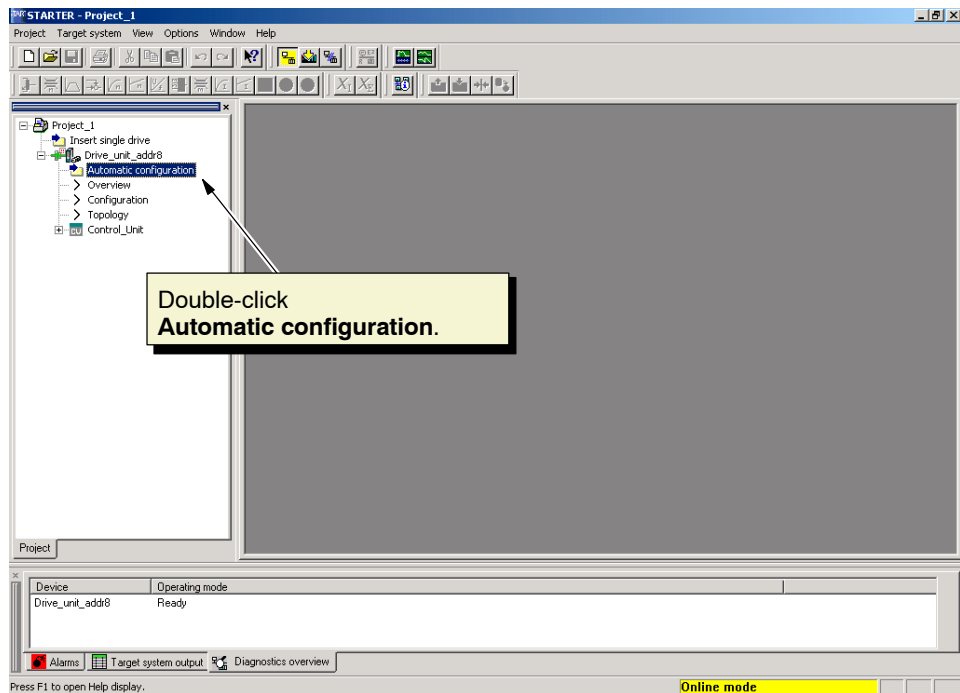 STARTER - Project_1
Project Target system View Options Window Help
Project_1
Insert single drive
Drive_unit_addr8
Automatic configuration
Overview
Configuration
Topology
Control_Unit
Double-click
Automatic configuration.
Project
Device Operating mode
Drive_unit_addr8 Ready
Alarms Target system output Diagnostics overview
Press F1 to open Help display. Online mode